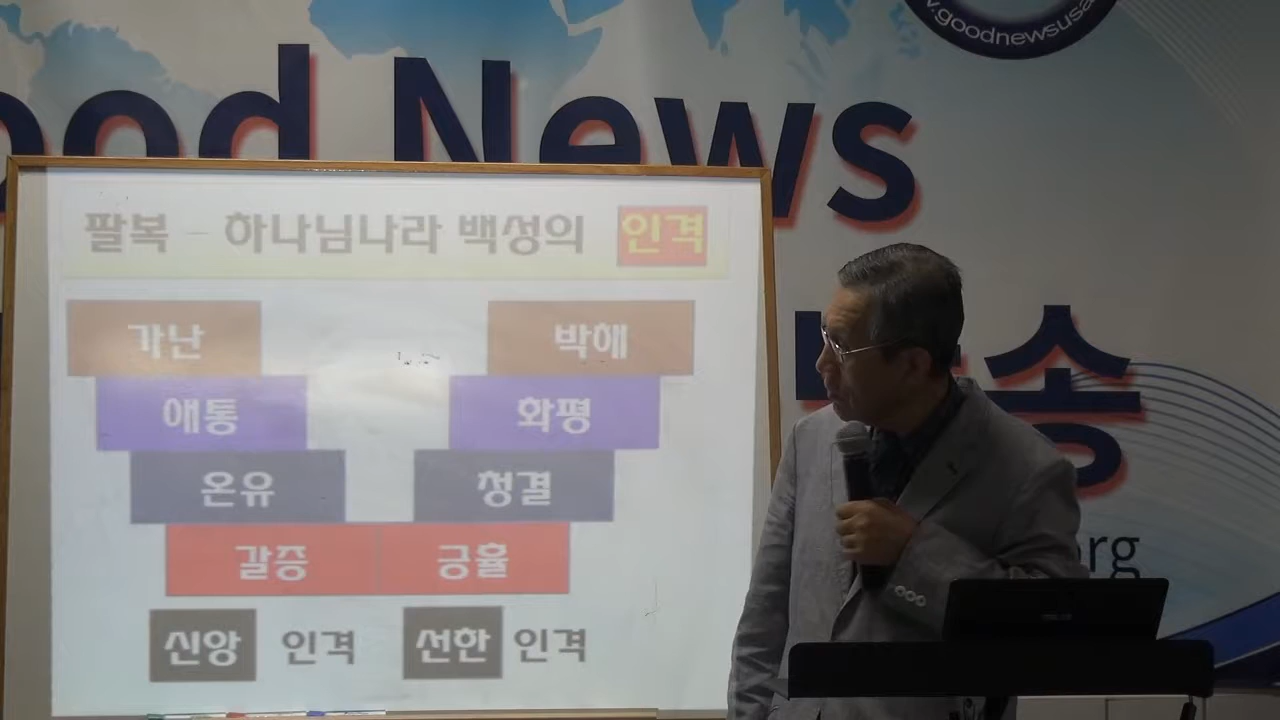 w.goodnewsusa
ood News
송
org
팔복 - 하나님나라 백성의 인격
가난 박해
애통 화평
온유 청결
갈증 긍휼
신앙 인격 선한 인격